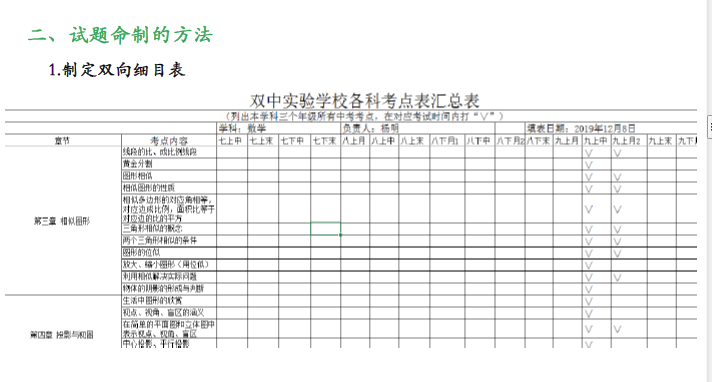 二、试题命制的方法
1.制定双向细目表
双中实验学校各科考点表汇总表
(列出本学科三个年级所有中考考点，在对应考试时间内打“∨”)
学科：数学 负责人：杨明 填表日期：2019年12月8日
章节 考点内容 七上中 七上末 七下中 七下末 八上月 八上中 八上末 八下月1 八下中 八下月2 八下末 九上月 九上中 九上月2 九上末 九下月
线段的比、成比例线段 ∨ ∨
黄金分割 ∨
图形相似 ∨ ∨
相似图形的性质 ∨ ∨
相似多边形的对应角相等，
对应边成比例，面积比等于 ∨ ∨
对应边的比的平方
第三章 相似图形
三角形相似的概念 ∨ ∨
两个三角形相似的条件 ∨ ∨
图形的位似 ∨ ∨
放大、缩小图形（用位似） ∨
利用相似解决实际问题 ∨ ∨
物体的阴影的形成与判断 ∨
生活中图形的欣赏 ∨
视点、视角、盲区的涵义 ∨
在简单的平面图和立体图中
表示视点、视角、盲区 ∨ ∨
第四章 投影与视图
中心投影、平行投影 ∨